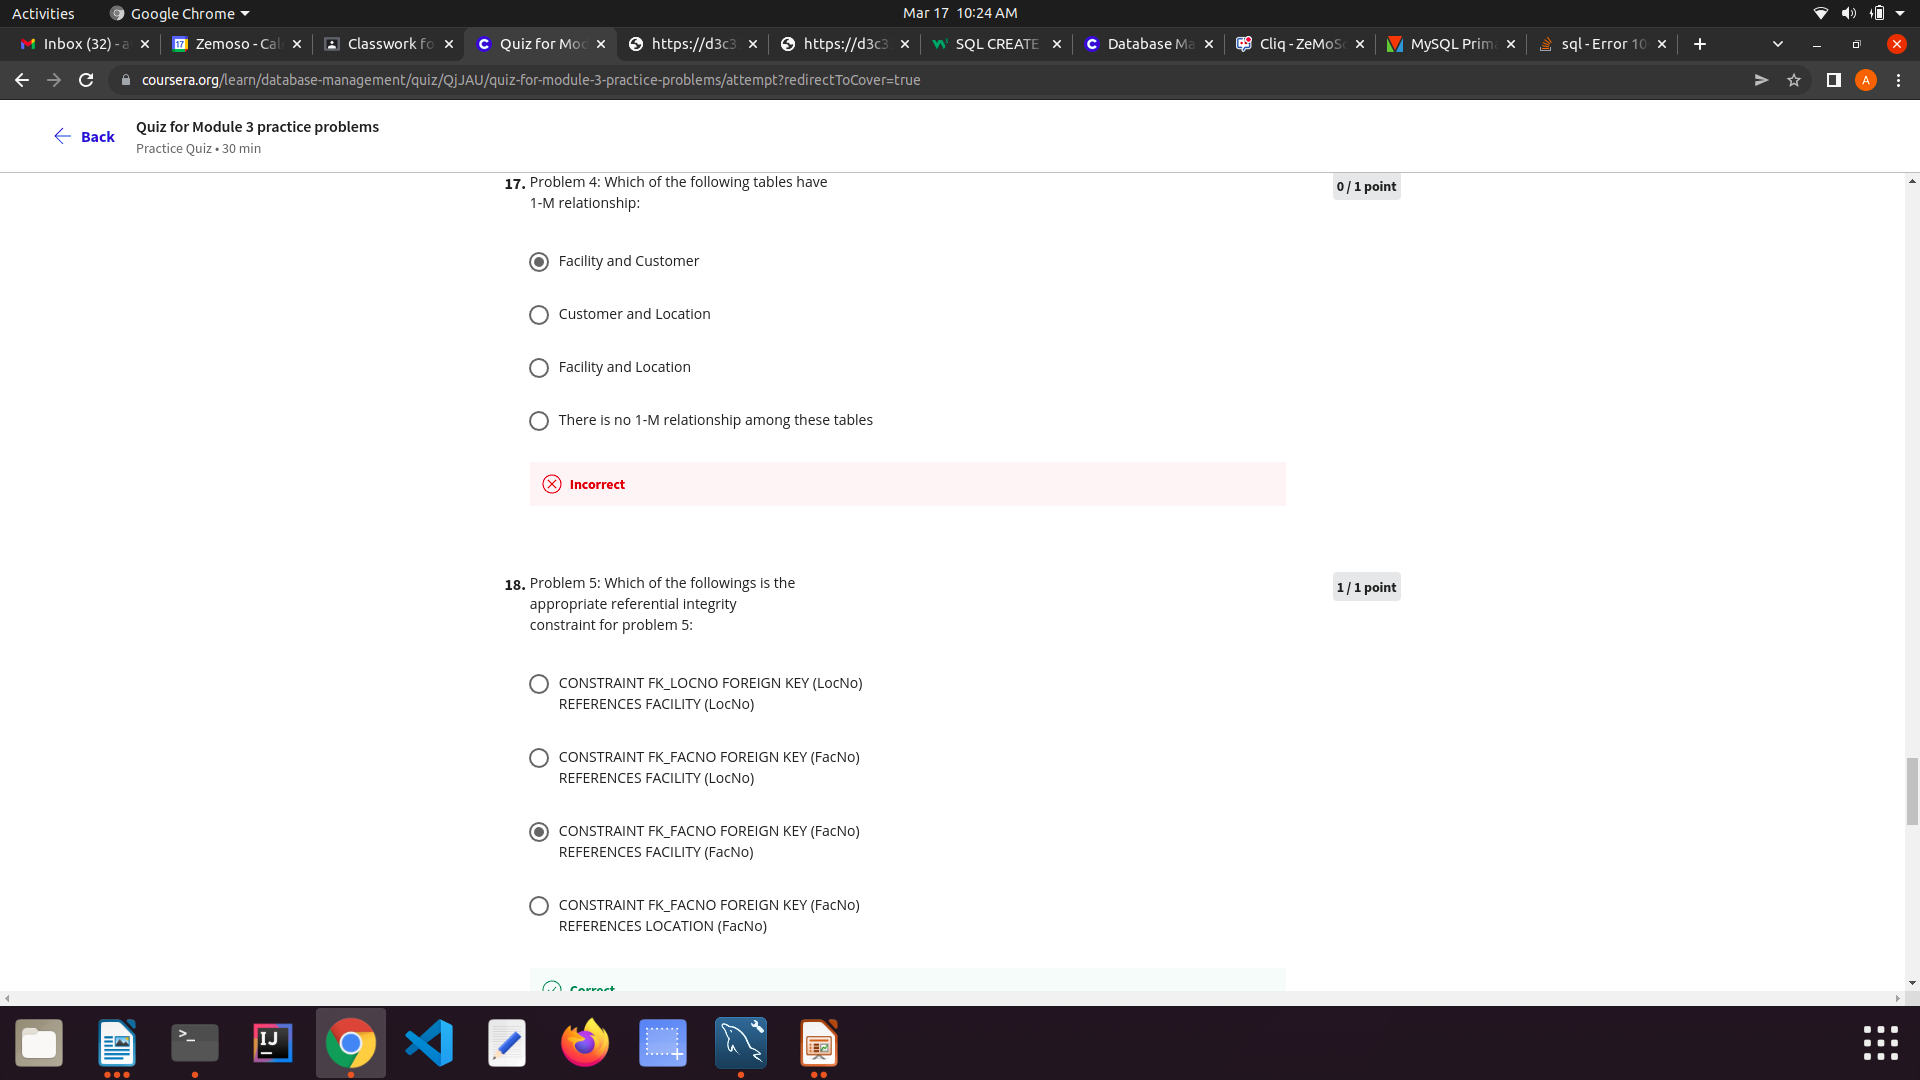 Activities
Google Chrome
Mar 17 10:24 AM
Inbox (32) - a
Zemoso - Cal
Classwork fo
Quiz for Mod
https://d3c3
https://d3c3
SQL CREATE
Database Ma
Cliq - ZeMoSo
MySQL Prima
sql - Error 10
coursera.org/learn/database-management/quiz/QjJAU/quiz-for-module-3-practice-problems/attempt?redirectToCover=true
A
Back
Quiz for Module 3 practice problems
Practice Quiz • 30 min
17. Problem 4: Which of the following tables have
1-M relationship:
0 / 1 point
Facility and Customer
Customer and Location
Facility and Location
There is no 1-M relationship among these tables
Incorrect
18. Problem 5: Which of the followings is the
appropriate referential integrity
constraint for problem 5:
1 / 1 point
CONSTRAINT FK_LOCNO FOREIGN KEY (LocNo)
REFERENCES FACILITY (LocNo)
CONSTRAINT FK_FACNO FOREIGN KEY (FacNo)
REFERENCES FACILITY (LocNo)
CONSTRAINT FK_FACNO FOREIGN KEY (FacNo)
REFERENCES FACILITY (FacNo)
CONSTRAINT FK_FACNO FOREIGN KEY (FacNo)
REFERENCES LOCATION (FacNo)
Correct
IJ